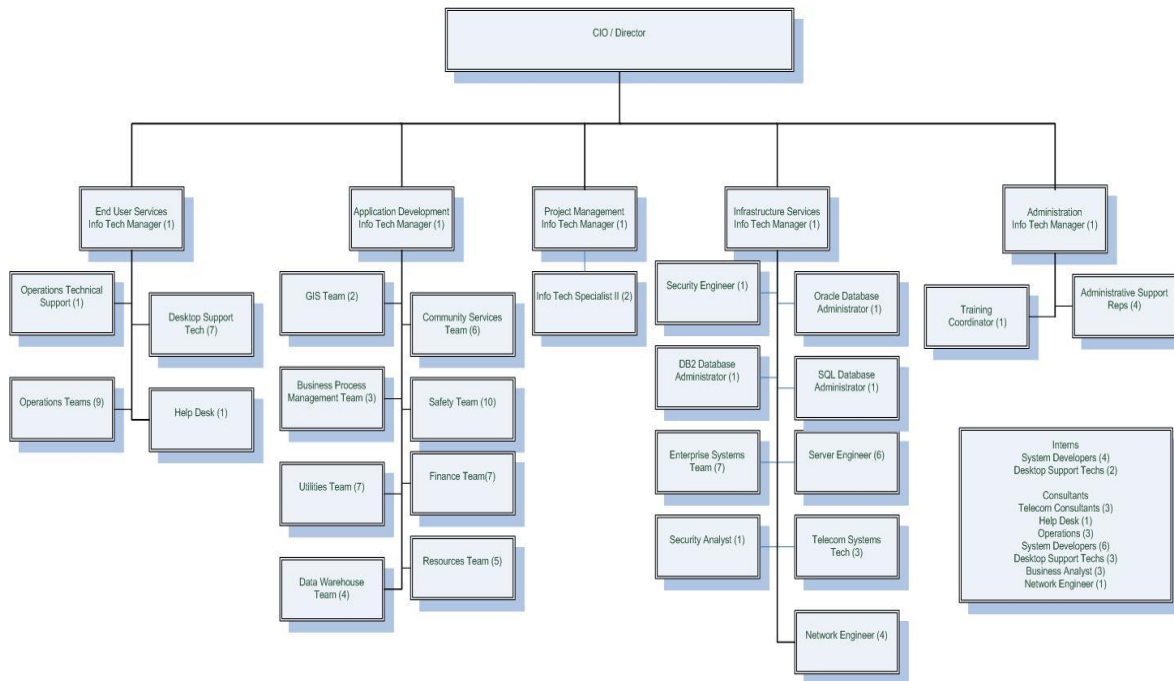 CIO / Director
End User Services
Info Tech Manager (1)
Application Development
Info Tech Manager (1)
Project Management
Info Tech Manager (1)
Infrastructure Services
Info Tech Manager (1)
Administration
Info Tech Manager (1)
Operations Technical
Support (1)
Desktop Support
Tech (7)
Operations Teams (9)
Help Desk (1)
GIS Team (2)
Community Services
Team (6)
Business Process
Management Team (3)
Safety Team (10)
Utilities Team (7)
Finance Team(7)
Data Warehouse
Team (4)
Resources Team (5)
Info Tech Specialist II (2)
Security Engineer (1)
Oracle Database
Administrator (1)
DB2 Database
Administrator (1)
SQL Database
Administrator (1)
Enterprise Systems
Team (7)
Server Engineer (6)
Security Analyst (1)
Telecom Systems
Tech (3)
Network Engineer (4)
Training
Coordinator (1)
Administrative Support
Reps (4)
Interns
System Developers (4)
Desktop Support Techs (2)
Consultants
Telecom Consultants (3)
Help Desk (1)
Operations (3)
System Developers (6)
Desktop Support Techs (3)
Business Analyst (3)
Network Engineer (1)